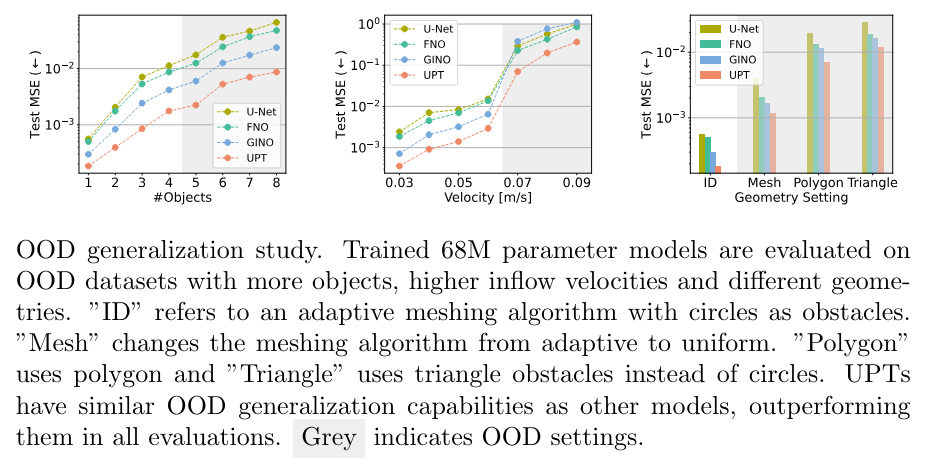 U-Net
FNO
GINO
UPT
10⁻²
10⁻³
Test MSE (←)
1 2 3 4 5 6 7 8
#Objects
U-Net
FNO
GINO
UPT
10⁰
10⁻¹
10⁻²
10⁻³
Test MSE (←)
0.03 0.05 0.07 0.09
Velocity [m/s]
U-Net
FNO
GINO
UPT
10⁻²
10⁻³
Test MSE (←)
ID Mesh Polygon Triangle
Geometry Setting
OOD generalization study. Trained 68M parameter models are evaluated on
OOD datasets with more objects, higher inflow velocities and different geome-
tries. ”ID” refers to an adaptive meshing algorithm with circles as obstacles.
”Mesh” changes the meshing algorithm from adaptive to uniform. ”Polygon”
uses polygon and ”Triangle” uses triangle obstacles instead of circles. UPTs
have similar OOD generalization capabilities as other models, outperforming
them in all evaluations. Grey indicates OOD settings.